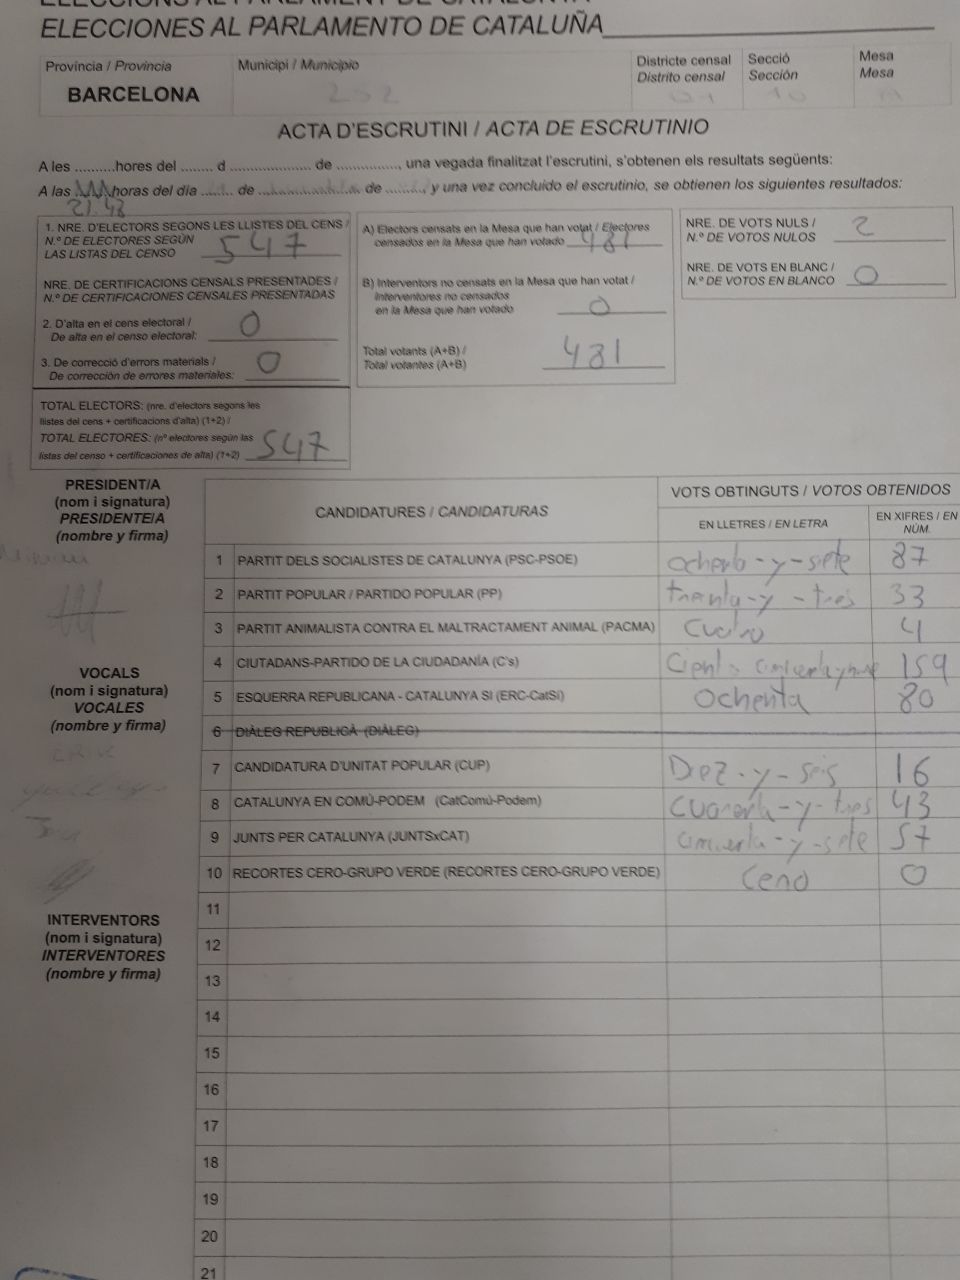 ELECCIONES AL PARLAMENTO DE CATALUÑA
Província / Provincia
BARCELONA
Municipi / Municipio
252
Districte censal
Distrito censal
01
Secció
Sección
10
Mesa
Mesa
ACTA D'ESCRUTINI / ACTA DE ESCRUTINIO
A les ..........hores del ........ d ..................... de ................, una vegada finalitzat l'escrutini, s'obtenen els resultats següents:
A las horas del día ........ de ......................... de ........, y una vez concluido el escrutinio, se obtienen los siguientes resultados:
21:48
1. NRE. D'ELECTORS SEGONS LES LLISTES DEL CENS /
N.º DE ELECTORES SEGÚN
LAS LISTAS DEL CENSO 547
NRE. DE CERTIFICACIONS CENSALS PRESENTADES /
N.º DE CERTIFICACIONES CENSALES PRESENTADAS
2. D'alta en el cens electoral /
De alta en el censo electoral: 0
3. De correcció d'errors materials /
De corrección de errores materiales: 0
TOTAL ELECTORS: (nre. d'electors segons les
llistes del cens + certificacions d'alta) (1+2) /
TOTAL ELECTORES: (nº electores según las
listas del censo + certificaciones de alta) (1+2) 547
A) Electors censats en la Mesa que han votat / Electores
censados en la Mesa que han votado 481
B) Interventors no censats en la Mesa que han votat /
Interventores no censados
en la Mesa que han votado 0
Total votants (A+B) /
Total votantes (A+B) 481
NRE. DE VOTS NULS /
N.º DE VOTOS NULOS 2
NRE. DE VOTS EN BLANC /
N.º DE VOTOS EN BLANCO 0
PRESIDENT/A
(nom i signatura)
PRESIDENTE/A
(nombre y firma)
VOCALS
(nom i signatura)
VOCALES
(nombre y firma)
INTERVENTORS
(nom i signatura)
INTERVENTORES
(nombre y firma)
CANDIDATURES / CANDIDATURAS
VOTS OBTINGUTS / VOTOS OBTENIDOS
EN LLETRES / EN LETRA
EN XIFRES / EN
NÚM.
1 PARTIT DELS SOCIALISTES DE CATALUNYA (PSC-PSOE) ochenta-y-siete 87
2 PARTIT POPULAR / PARTIDO POPULAR (PP) treinta-y-tres 33
3 PARTIT ANIMALISTA CONTRA EL MALTRACTAMENT ANIMAL (PACMA) cuatro 4
4 CIUTADANS-PARTIDO DE LA CIUDADANÍA (C's) 159
5 ESQUERRA REPUBLICANA - CATALUNYA SI (ERC-CatSí) ochenta 80
6 DIÀLEG REPUBLICÀ (DIÀLEG)
7 CANDIDATURA D'UNITAT POPULAR (CUP) Diez-y-seis 16
8 CATALUNYA EN COMÚ-PODEM (CatComú-Podem) cuarenta-y-tres 43
9 JUNTS PER CATALUNYA (JUNTSxCAT) cincuenta-y-siete 57
10 RECORTES CERO-GRUPO VERDE (RECORTES CERO-GRUPO VERDE) Cero 0
11
12
13
14
15
16
17
18
19
20
21